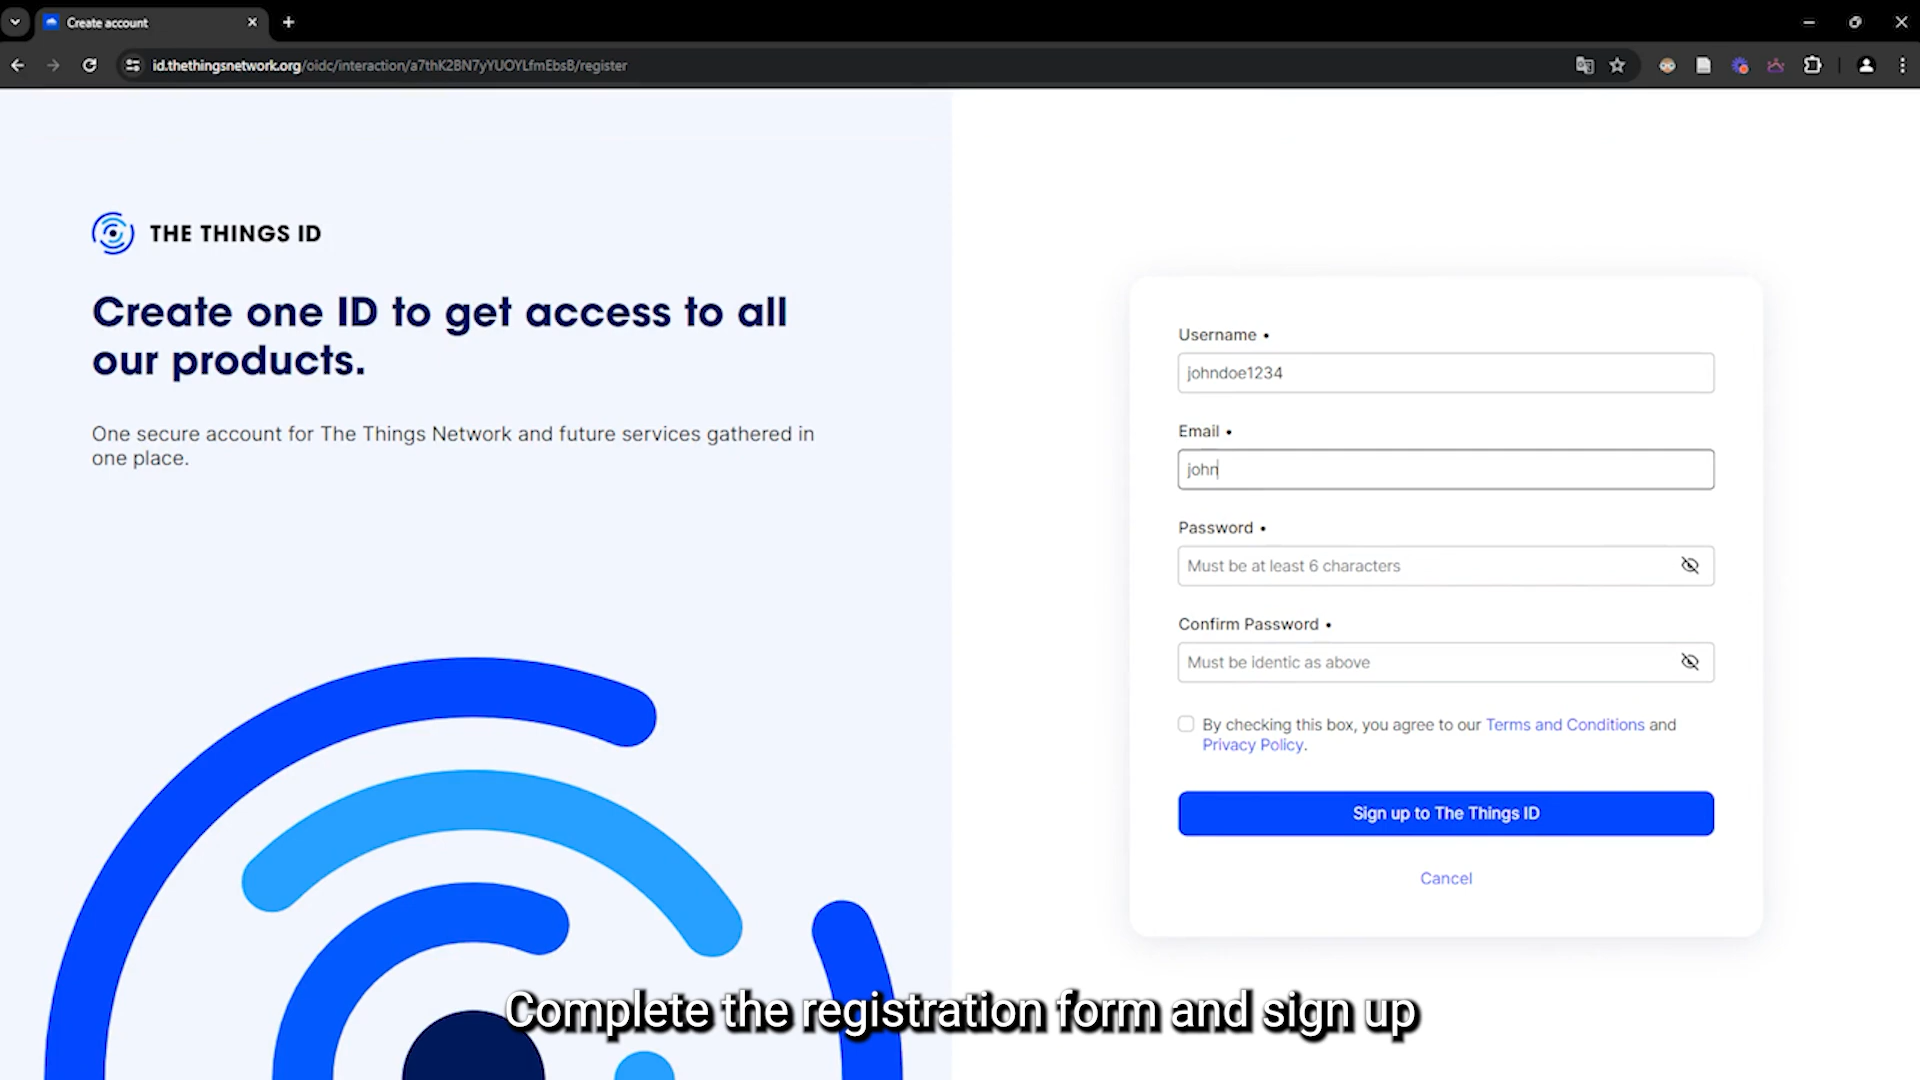 Create account
id.thethingsnetwork.org/oidc/interaction/a7thK2BN7yYUOYLfmEbsB/register
THE THINGS ID
Create one ID to get access to all
our products.
One secure account for The Things Network and future services gathered in
one place.
Username •
johndoe1234
Email •
john
Password •
Must be at least 6 characters
Confirm Password •
Must be identic as above
By checking this box, you agree to our Terms and Conditions and
Privacy Policy.
Sign up to The Things ID
Cancel
Complete the registration form and sign up